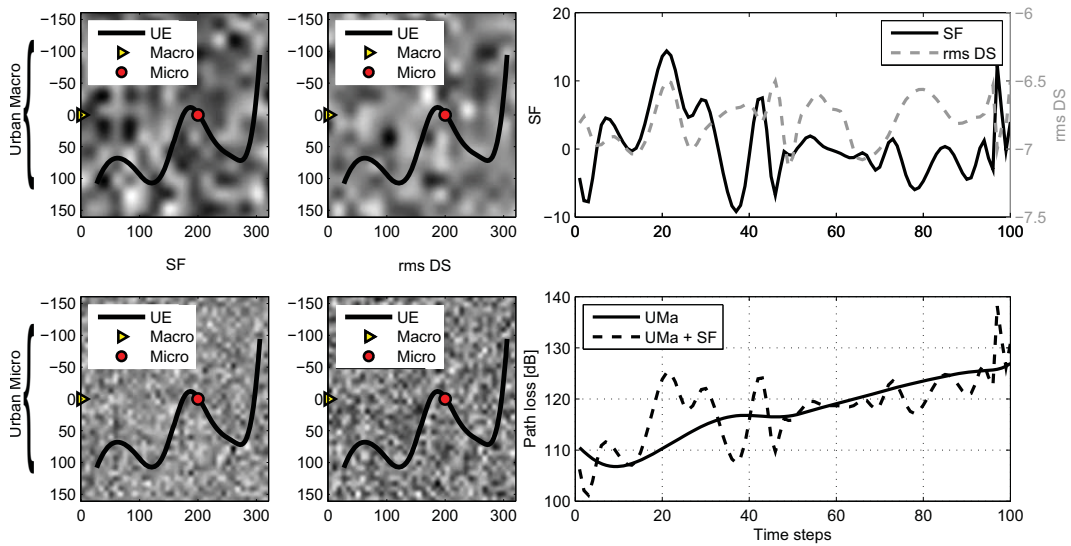 Urban Macro
−150
−100
−50
0
50
100
150
0 100 200 300
UE
Macro
Micro
SF
−150
−100
−50
0
50
100
150
0 100 200 300
UE
Macro
Micro
rms DS
20
10
0
−10
SF
0 20 40 60 80 100
−6
−6.5
−7
−7.5
rms DS
SF
rms DS
Urban Micro
−150
−100
−50
0
50
100
150
0 100 200 300
UE
Macro
Micro
−150
−100
−50
0
50
100
150
0 100 200 300
UE
Macro
Micro
140
130
120
110
100
Path loss [dB]
UMa
UMa + SF
0 20 40 60 80 100
Time steps